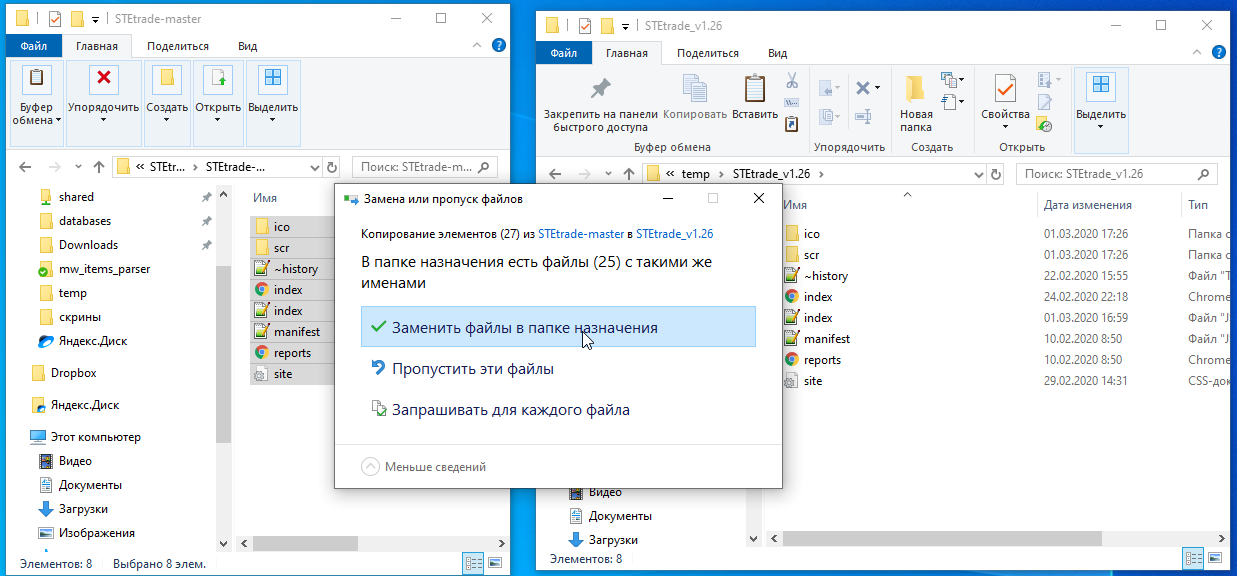 STEtrade-master
Файл Главная Поделиться Вид
Буфер обмена
Упорядочить
Создать
Открыть
Выделить
« STEtr... › STEtrade-...
Поиск: STEtrade-m...
shared
databases
Downloads
mw_items_parser
temp
скрины
Яндекс.Диск
Dropbox
Яндекс.Диск
Этот компьютер
Видео
Документы
Загрузки
Изображения
Имя
ico
scr
~history
index
index
manifest
reports
site
Элементов: 8 Выбрано 8 элем.
STEtrade_v1.26
Файл Главная Поделиться Вид
Закрепить на панели
быстрого доступа
Копировать
Вставить
Буфер обмена
Упорядочить
Новая
папка
Создать
Свойства
Открыть
Выделить
« temp › STEtrade_v1.26 ›
Поиск: STEtrade_v1.26
Имя Дата изменения Тип
ico 01.03.2020 17:26 Папка с
scr 01.03.2020 17:26 Папка с
~history 22.02.2020 15:55 Файл "T
index 24.02.2020 22:18 Chrome
index 01.03.2020 16:59 Файл "J
manifest 10.02.2020 8:50 Файл "J
reports 10.02.2020 8:50 Chrome
site 29.02.2020 14:31 CSS-до
Видео
Документы
Загрузки
Элементов: 8
Замена или пропуск файлов
Копирование элементов (27) из STEtrade-master в STEtrade_v1.26
В папке назначения есть файлы (25) с такими же
именами
Заменить файлы в папке назначения
Пропустить эти файлы
Запрашивать для каждого файла
Меньше сведений